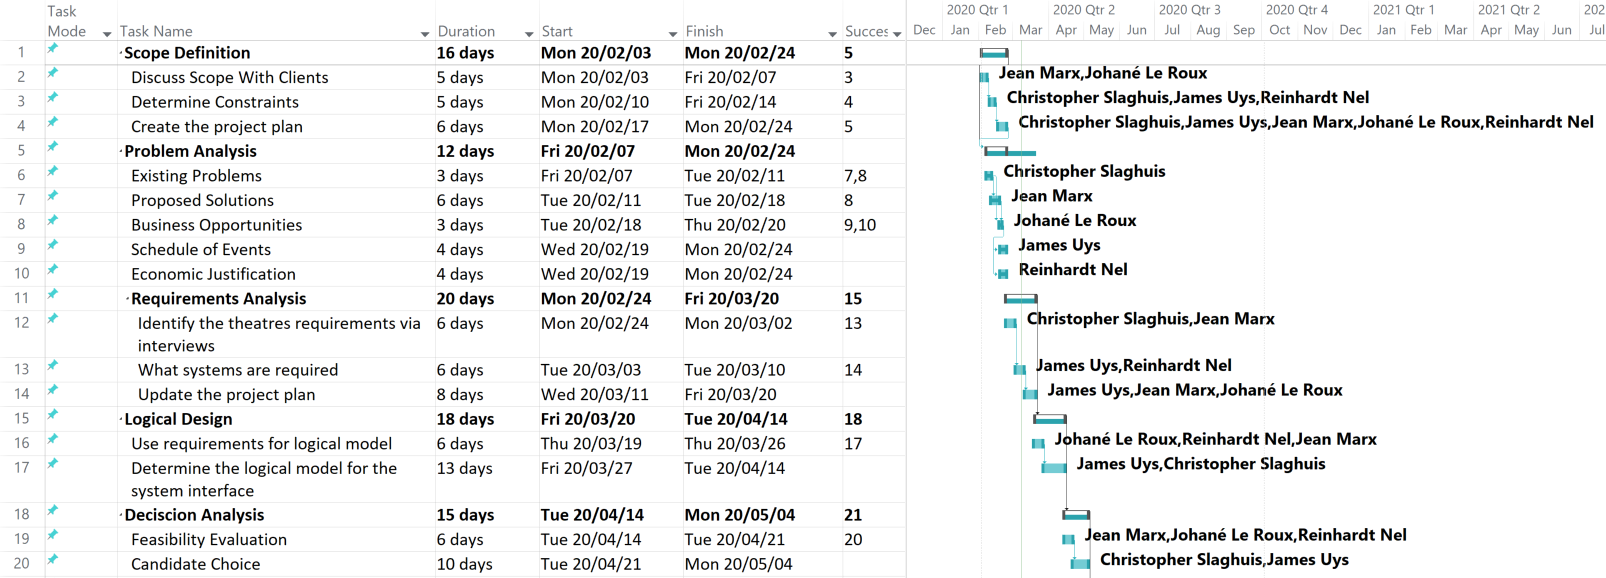 Task
Mode Task Name Duration Start Finish Succes
2020 Qtr 1 2020 Qtr 2 2020 Qtr 3 2020 Qtr 4 2021 Qtr 1 2021 Qtr 2 202
Dec Jan Feb Mar Apr May Jun Jul Aug Sep Oct Nov Dec Jan Feb Mar Apr May Jun Jul
1 Scope Definition 16 days Mon 20/02/03 Mon 20/02/24 5
2 Discuss Scope With Clients 5 days Mon 20/02/03 Fri 20/02/07 3 Jean Marx,Johané Le Roux
3 Determine Constraints 5 days Mon 20/02/10 Fri 20/02/14 4 Christopher Slaghuis,James Uys,Reinhardt Nel
4 Create the project plan 6 days Mon 20/02/17 Mon 20/02/24 5 Christopher Slaghuis,James Uys,Jean Marx,Johané Le Roux,Reinhardt Nel
5 Problem Analysis 12 days Fri 20/02/07 Mon 20/02/24
6 Existing Problems 3 days Fri 20/02/07 Tue 20/02/11 7,8 Christopher Slaghuis
7 Proposed Solutions 6 days Tue 20/02/11 Tue 20/02/18 8 Jean Marx
8 Business Opportunities 3 days Tue 20/02/18 Thu 20/02/20 9,10 Johané Le Roux
9 Schedule of Events 4 days Wed 20/02/19 Mon 20/02/24 James Uys
10 Economic Justification 4 days Wed 20/02/19 Mon 20/02/24 Reinhardt Nel
11 Requirements Analysis 20 days Mon 20/02/24 Fri 20/03/20 15
12 Identify the theatres requirements via 6 days Mon 20/02/24 Mon 20/03/02 13 Christopher Slaghuis,Jean Marx
interviews
13 What systems are required 6 days Tue 20/03/03 Tue 20/03/10 14 James Uys,Reinhardt Nel
14 Update the project plan 8 days Wed 20/03/11 Fri 20/03/20 James Uys,Jean Marx,Johané Le Roux
15 Logical Design 18 days Fri 20/03/20 Tue 20/04/14 18
16 Use requirements for logical model 6 days Thu 20/03/19 Thu 20/03/26 17 Johané Le Roux,Reinhardt Nel,Jean Marx
17 Determine the logical model for the 13 days Fri 20/03/27 Tue 20/04/14 James Uys,Christopher Slaghuis
system interface
18 Deciscion Analysis 15 days Tue 20/04/14 Mon 20/05/04 21
19 Feasibility Evaluation 6 days Tue 20/04/14 Tue 20/04/21 20 Jean Marx,Johané Le Roux,Reinhardt Nel
20 Candidate Choice 10 days Tue 20/04/21 Mon 20/05/04 Christopher Slaghuis,James Uys